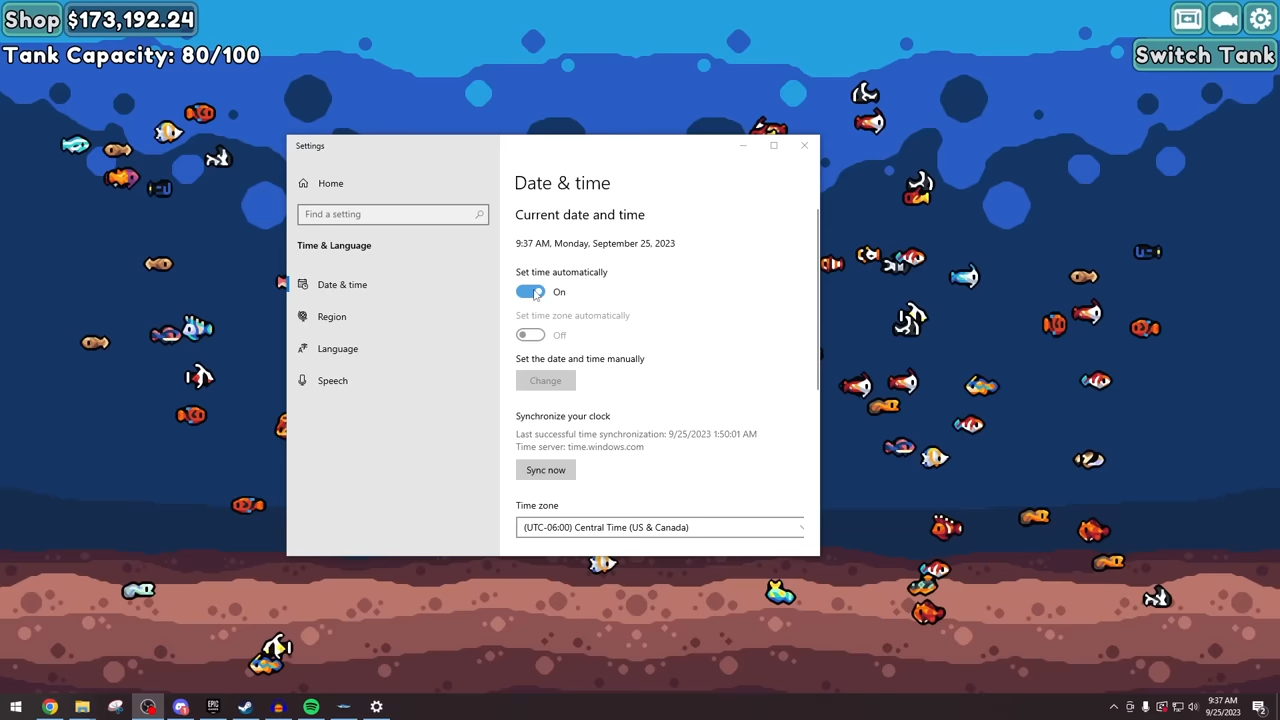 Shop $173,192.24
Tank Capacity: 80/100
Switch Tank
Settings
Home
Find a setting
Time & Language
Date & time
Region
Language
Speech
Date & time
Current date and time
9:37 AM, Monday, September 25, 2023
Set time automatically
On
Set time zone automatically
Off
Set the date and time manually
Change
Synchronize your clock
Last successful time synchronization: 9/25/2023 1:50:01 AM
Time server: time.windows.com
Sync now
Time zone
(UTC-06:00) Central Time (US & Canada)
EPIC
9:37 AM
9/25/2023
2